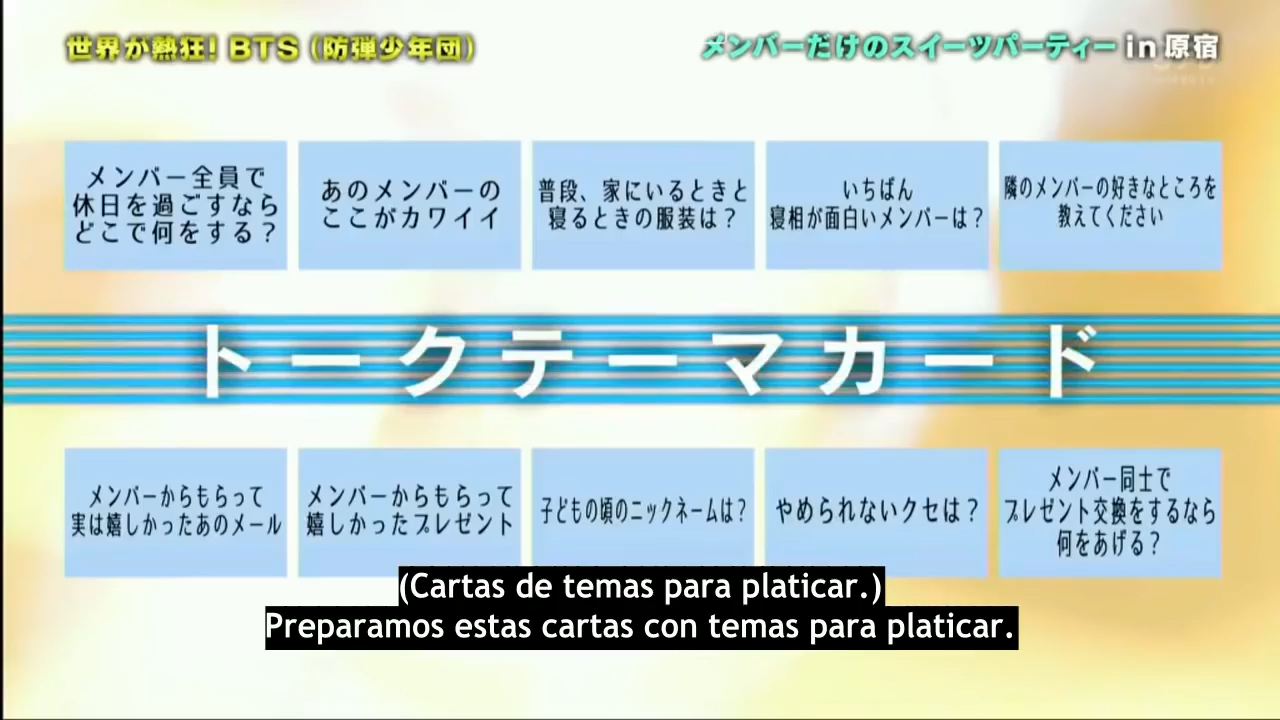 世界が熱狂！BTS（防弾少年団）
メンバーだけのスイーツパーティー in 原宿
メンバー全員で
休日を過ごすなら
どこで何をする？
あのメンバーの
ここがカワイイ
普段、家にいるときと
寝るときの服装は？
いちばん
寝相が面白いメンバーは？
隣のメンバーの好きなところを
教えてください
トークテーマカード
メンバーからもらって
実は嬉しかったあのメール
メンバーからもらって
嬉しかったプレゼント
子どもの頃のニックネームは？
やめられないクセは？
メンバー同士で
プレゼント交換をするなら
何をあげる？
(Cartas de temas para platicar.)
Preparamos estas cartas con temas para platicar.